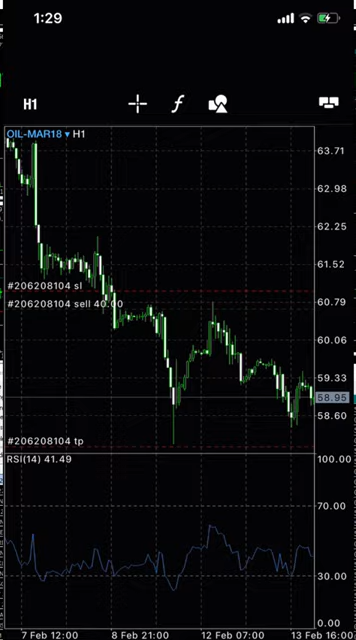 1:29
H1
f
OIL-MAR18 ▾ H1
63.71
62.98
62.25
61.52
#206208104 sl
60.79
#206208104 sell 40.00
60.06
59.33
58.95
58.60
#206208104 tp
RSI(14) 41.49
100.00
70.00
30.00
0.00
7 Feb 12:00 8 Feb 21:00 12 Feb 07:00 13 Feb 16:00